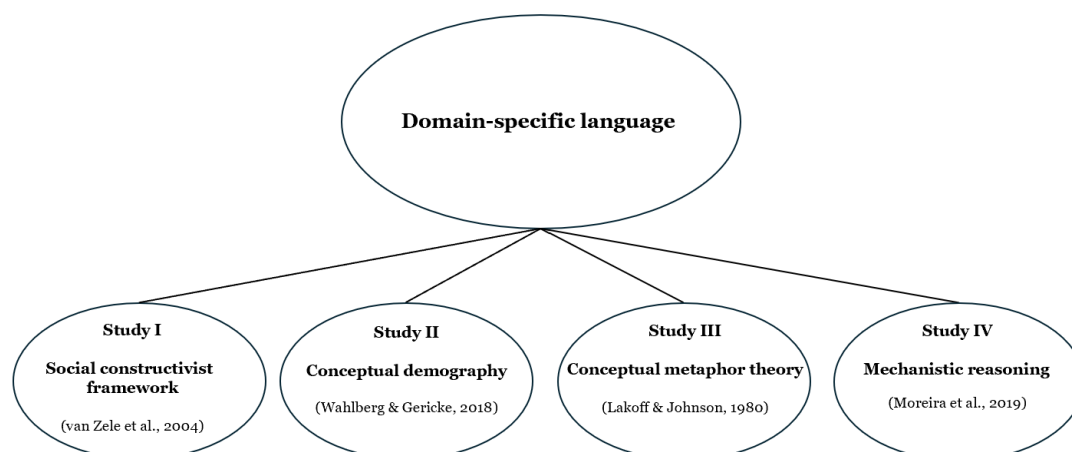 Domain-specific language
Study I
Social constructivist
framework
(van Zele et al., 2004)
Study II
Conceptual demography
(Wahlberg & Gericke, 2018)
Study III
Conceptual metaphor theory
(Lakoff & Johnson, 1980)
Study IV
Mechanistic reasoning
(Moreira et al., 2019)